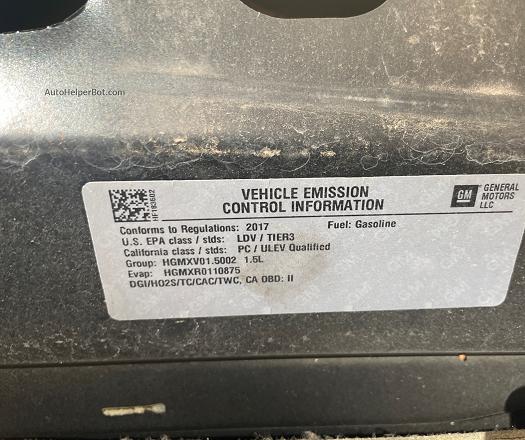 AutoHelperBot.com
VEHICLE EMISSION
CONTROL INFORMATION
GM GENERAL
MOTORS
LLC
Conforms to Regulations: 2017 Fuel: Gasoline
U.S. EPA class / stds: LDV / TIER3
California class / stds: PC / ULEV Qualified
Group: HGMXV01.5002 1.5L
Evap: HGMXR0110875
DGI/HO2S/TC/CAC/TWC, CA OBD: II